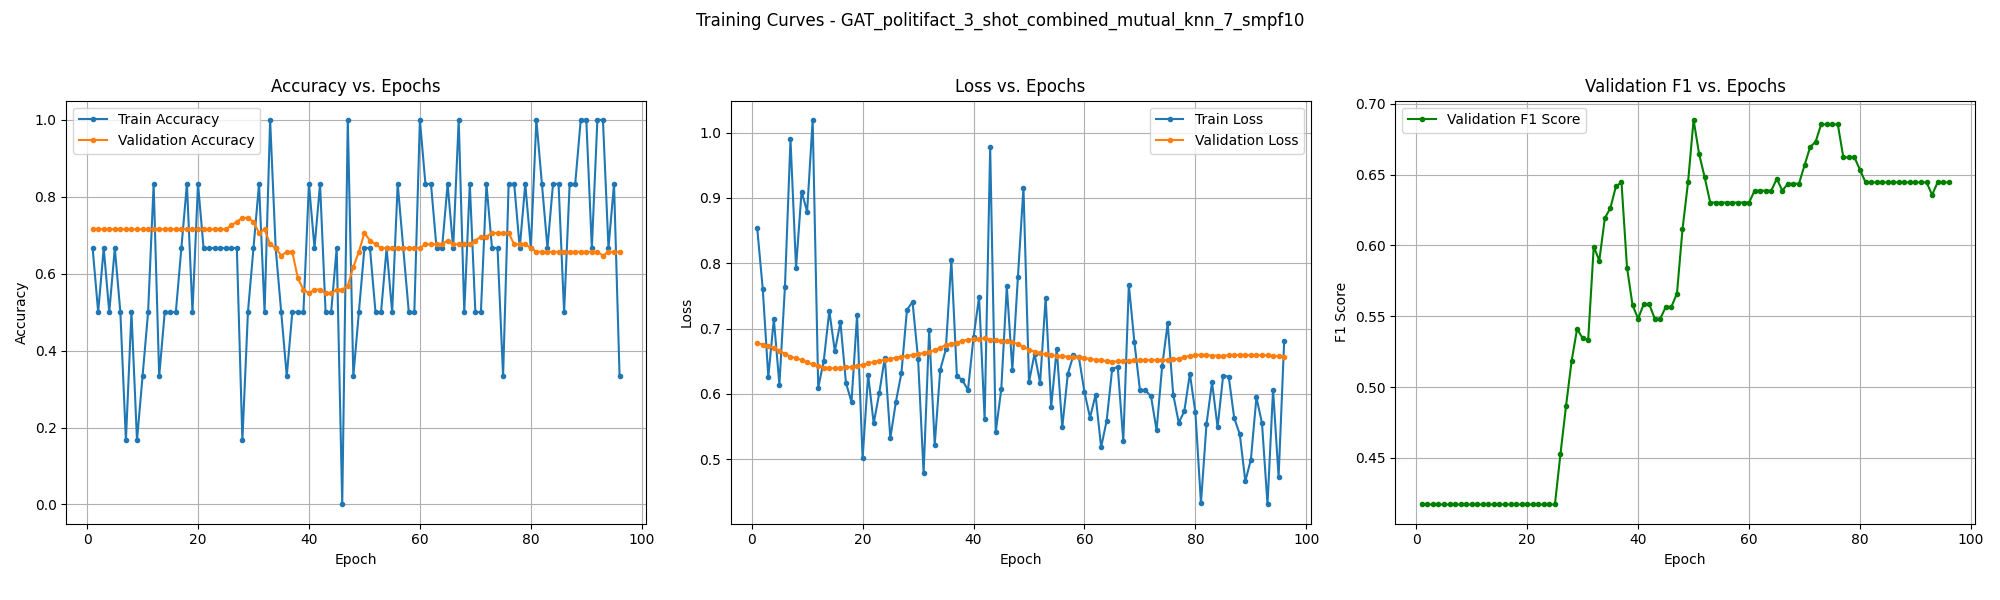 Training Curves - GAT_politifact_3_shot_combined_mutual_knn_7_smpf10
Accuracy vs. Epochs
Train Accuracy
Validation Accuracy
1.0
0.8
0.6
0.4
0.2
0.0
Accuracy
0 20 40 60 80 100
Epoch
Loss vs. Epochs
Train Loss
Validation Loss
1.0
0.9
0.8
0.7
0.6
0.5
Loss
0 20 40 60 80 100
Epoch
Validation F1 vs. Epochs
Validation F1 Score
0.70
0.65
0.60
0.55
0.50
0.45
F1 Score
0 20 40 60 80 100
Epoch